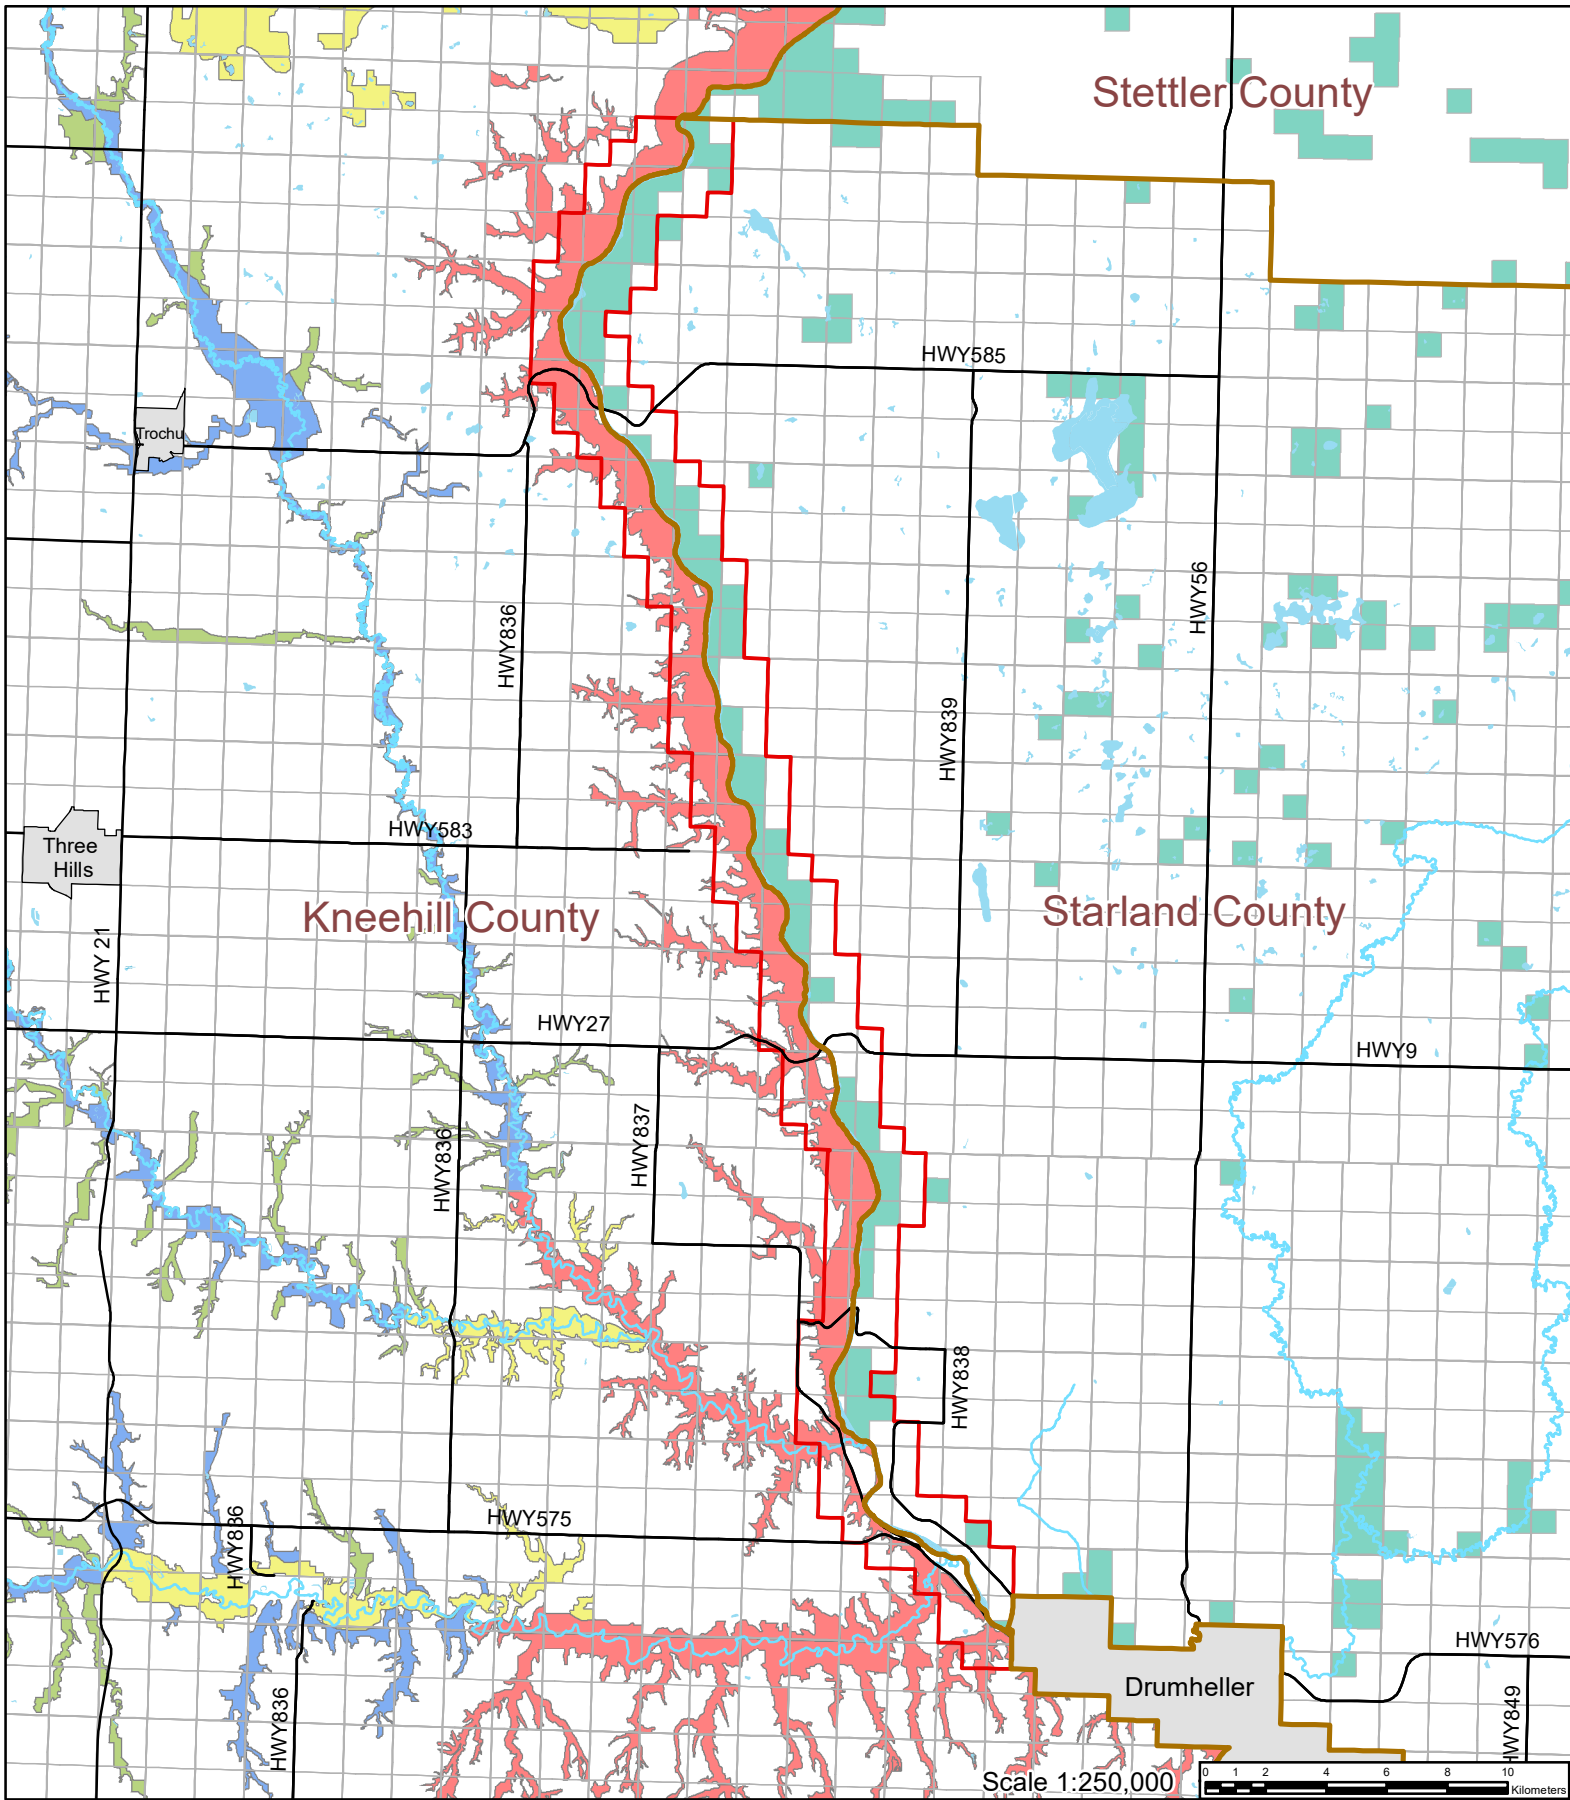 Stettler County
HWY585
Trochu
HWY56
HWY836
HWY839
HWY583
Three
Hills
Kneehill County
Starland County
HWY 21
HWY27
HWY9
HWY837
HWY836
HWY838
HWY575
HWY836
HWY576
Drumheller
HWY836
HWY849
Scale 1:250,000
0 1 2 4 6 8 10
Kilometers